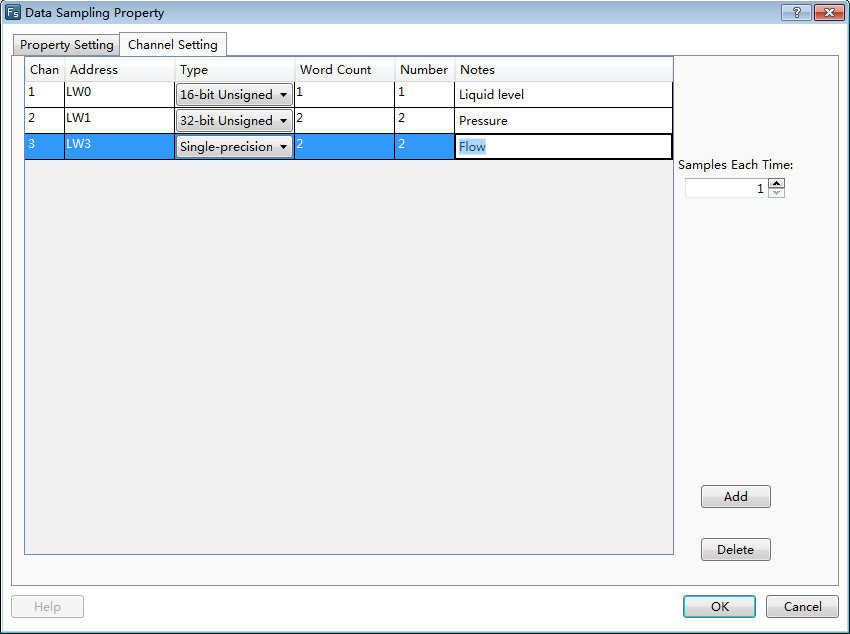 Fs Data Sampling Property
Property Setting Channel Setting
Chan Address Type Word Count Number Notes
1 LW0 16-bit Unsigned 1 1 Liquid level
2 LW1 32-bit Unsigned 2 2 Pressure
3 LW3 Single-precision 2 2 Flow
Samples Each Time:
1
Add
Delete
Help OK Cancel